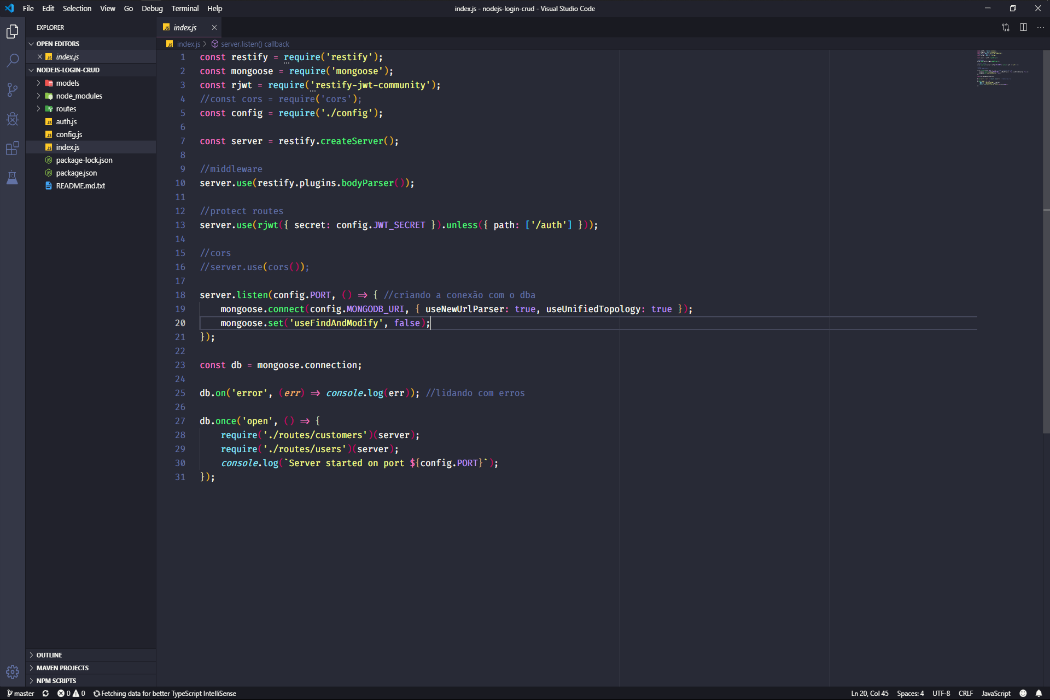 File Edit Selection View Go Debug Terminal Help
index.js - nodejs-login-crud - Visual Studio Code
EXPLORER
OPEN EDITORS
index.js
NODEJS-LOGIN-CRUD
models
node_modules
routes
auth.js
config.js
index.js
package-lock.json
package.json
README.md.txt
OUTLINE
MAVEN PROJECTS
NPM SCRIPTS
index.js
index.js > server.listen() callback
1 const restify = require('restify');
2 const mongoose = require('mongoose');
3 const rjwt = require('restify-jwt-community');
4 //const cors = require('cors');
5 const config = require('./config');
6
7 const server = restify.createServer();
8
9 //middleware
10 server.use(restify.plugins.bodyParser());
11
12 //protect routes
13 server.use(rjwt({ secret: config.JWT_SECRET }).unless({ path: ['/auth'] }));
14
15 //cors
16 //server.use(cors());
17
18 server.listen(config.PORT, () => { //criando a conexão com o dba
19 mongoose.connect(config.MONGODB_URI, { useNewUrlParser: true, useUnifiedTopology: true });
20 mongoose.set('useFindAndModify', false);
21 });
22
23 const db = mongoose.connection;
24
25 db.on('error', (err) => console.log(err)); //lidando com erros
26
27 db.once('open', () => {
28 require('./routes/customers')(server);
29 require('./routes/users')(server);
30 console.log(`Server started on port ${config.PORT}`);
31 });
master 0 0 Fetching data for better TypeScript IntelliSense
Ln 20, Col 45 Spaces: 4 UTF-8 CRLF JavaScript